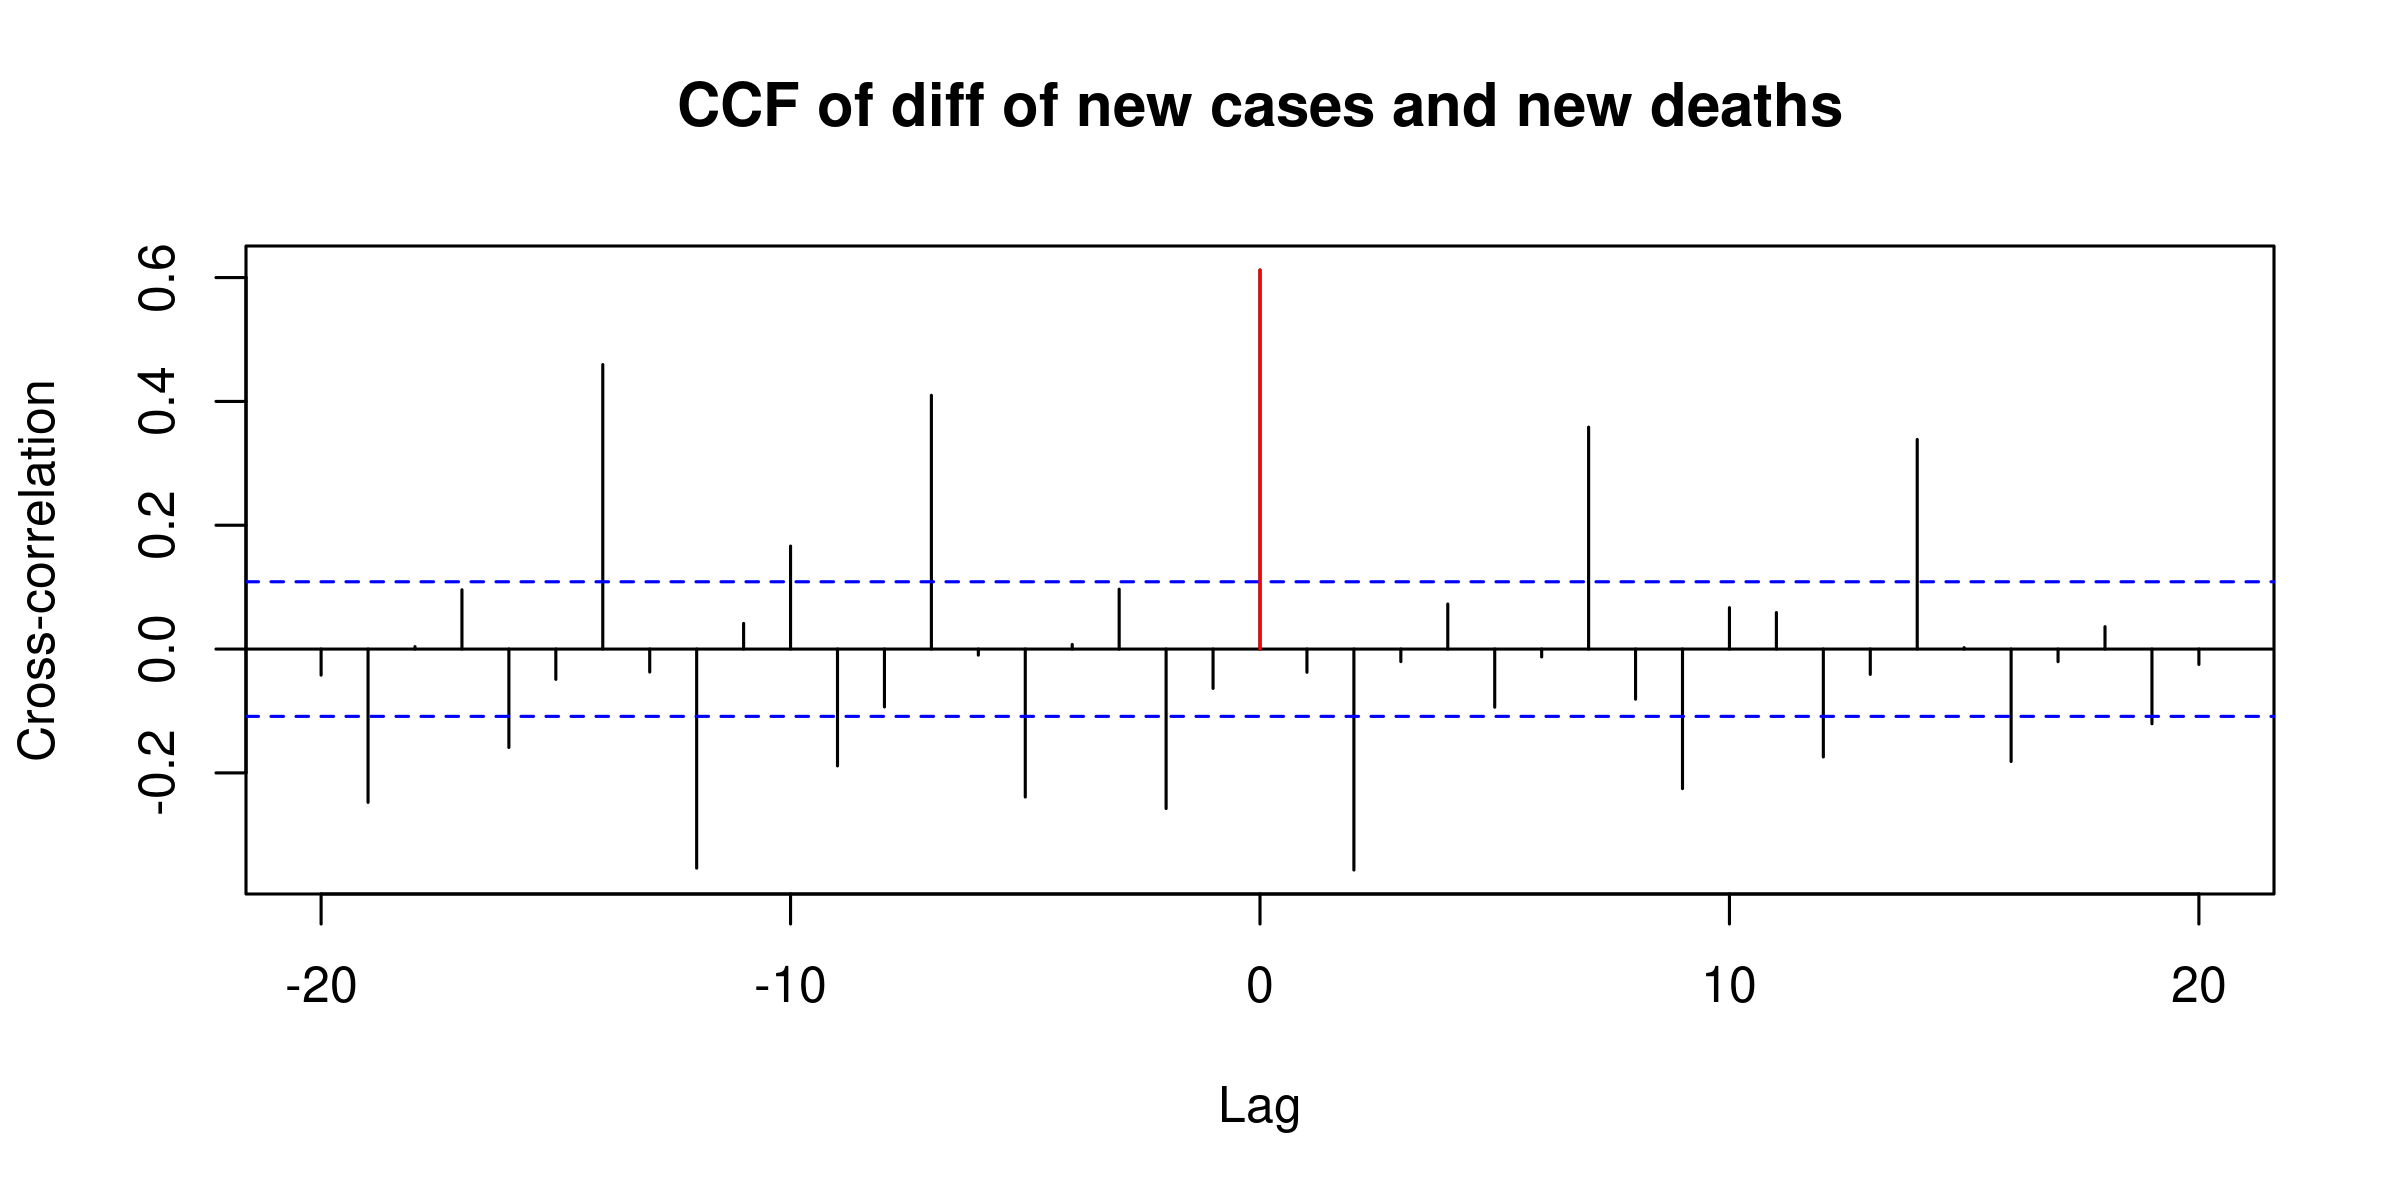 CCF of diff of new cases and new deaths
Cross-correlation
0.6
0.4
0.2
0.0
-0.2
-20 -10 0 10 20
Lag